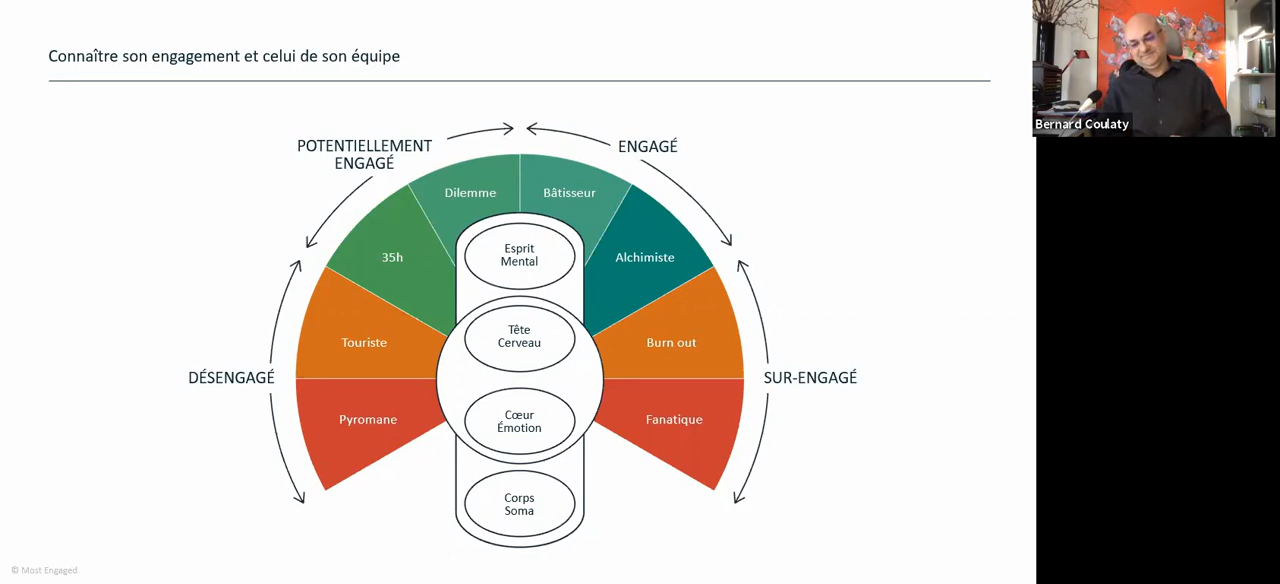 Connaître son engagement et celui de son équipe
Bernard Coulaty
POTENTIELLEMENT
ENGAGÉ
ENGAGÉ
Dilemme
Bâtisseur
35h
Alchimiste
Esprit
Mental
Touriste
Tête
Cerveau
Burn out
DÉSENGAGÉ
SUR-ENGAGÉ
Pyromane
Cœur
Émotion
Fanatique
Corps
Soma
© Most Engaged